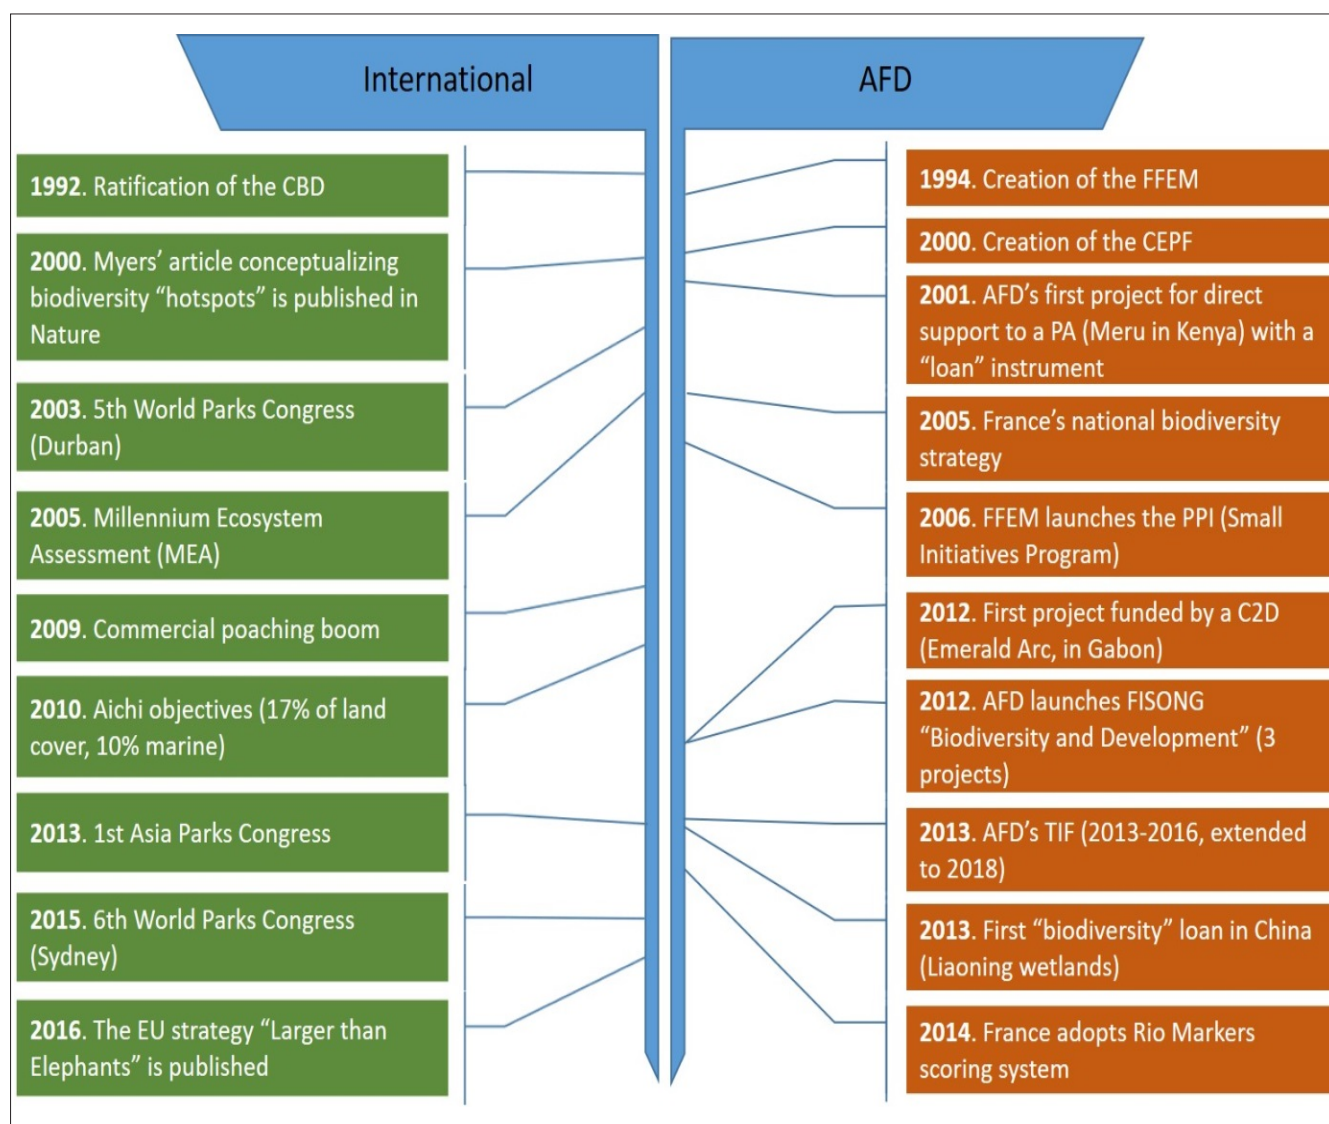 International
1992. Ratification of the CBD
2000. Myers’ article conceptualizing
biodiversity “hotspots” is published in
Nature
2003. 5th World Parks Congress
(Durban)
2005. Millennium Ecosystem
Assessment (MEA)
2009. Commercial poaching boom
2010. Aichi objectives (17% of land
cover, 10% marine)
2013. 1st Asia Parks Congress
2015. 6th World Parks Congress
(Sydney)
2016. The EU strategy “Larger than
Elephants” is published
AFD
1994. Creation of the FFEM
2000. Creation of the CEPF
2001. AFD’s first project for direct
support to a PA (Meru in Kenya) with a
“loan” instrument
2005. France’s national biodiversity
strategy
2006. FFEM launches the PPI (Small
Initiatives Program)
2012. First project funded by a C2D
(Emerald Arc, in Gabon)
2012. AFD launches FISONG
“Biodiversity and Development” (3
projects)
2013. AFD’s TIF (2013-2016, extended
to 2018)
2013. First “biodiversity” loan in China
(Liaoning wetlands)
2014. France adopts Rio Markers
scoring system